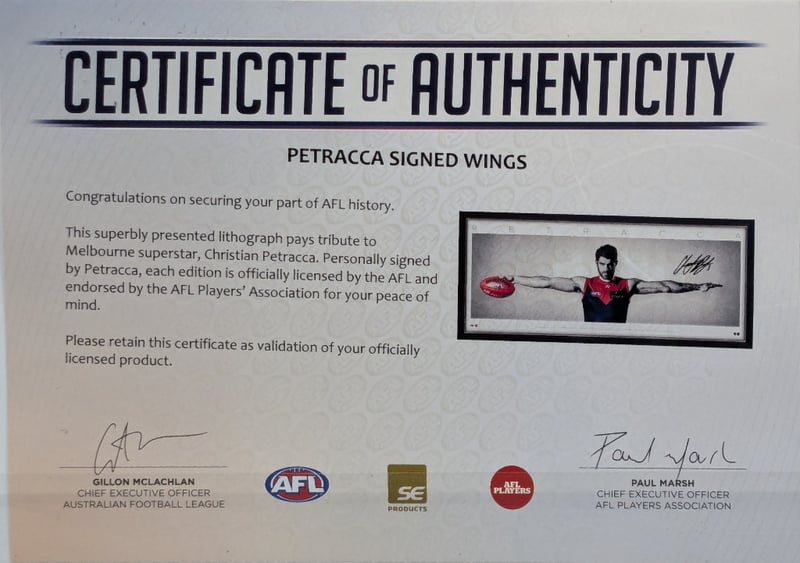 CERTIFICATE OF AUTHENTICITY
PETRACCA SIGNED WINGS
Congratulations on securing your part of AFL history.
This superbly presented lithograph pays tribute to
Melbourne superstar, Christian Petracca. Personally signed
by Petracca, each edition is officially licensed by the AFL and
endorsed by the AFL Players' Association for your peace of
mind.
Please retain this certificate as validation of your officially
licensed product.
PETRACCA
Paul Marsh
GILLON MCLACHLAN
CHIEF EXECUTIVE OFFICER
AUSTRALIAN FOOTBALL LEAGUE
AFL
SE
PRODUCTS
AFL
PLAYERS
PAUL MARSH
CHIEF EXECUTIVE OFFICER
AFL PLAYERS ASSOCIATION